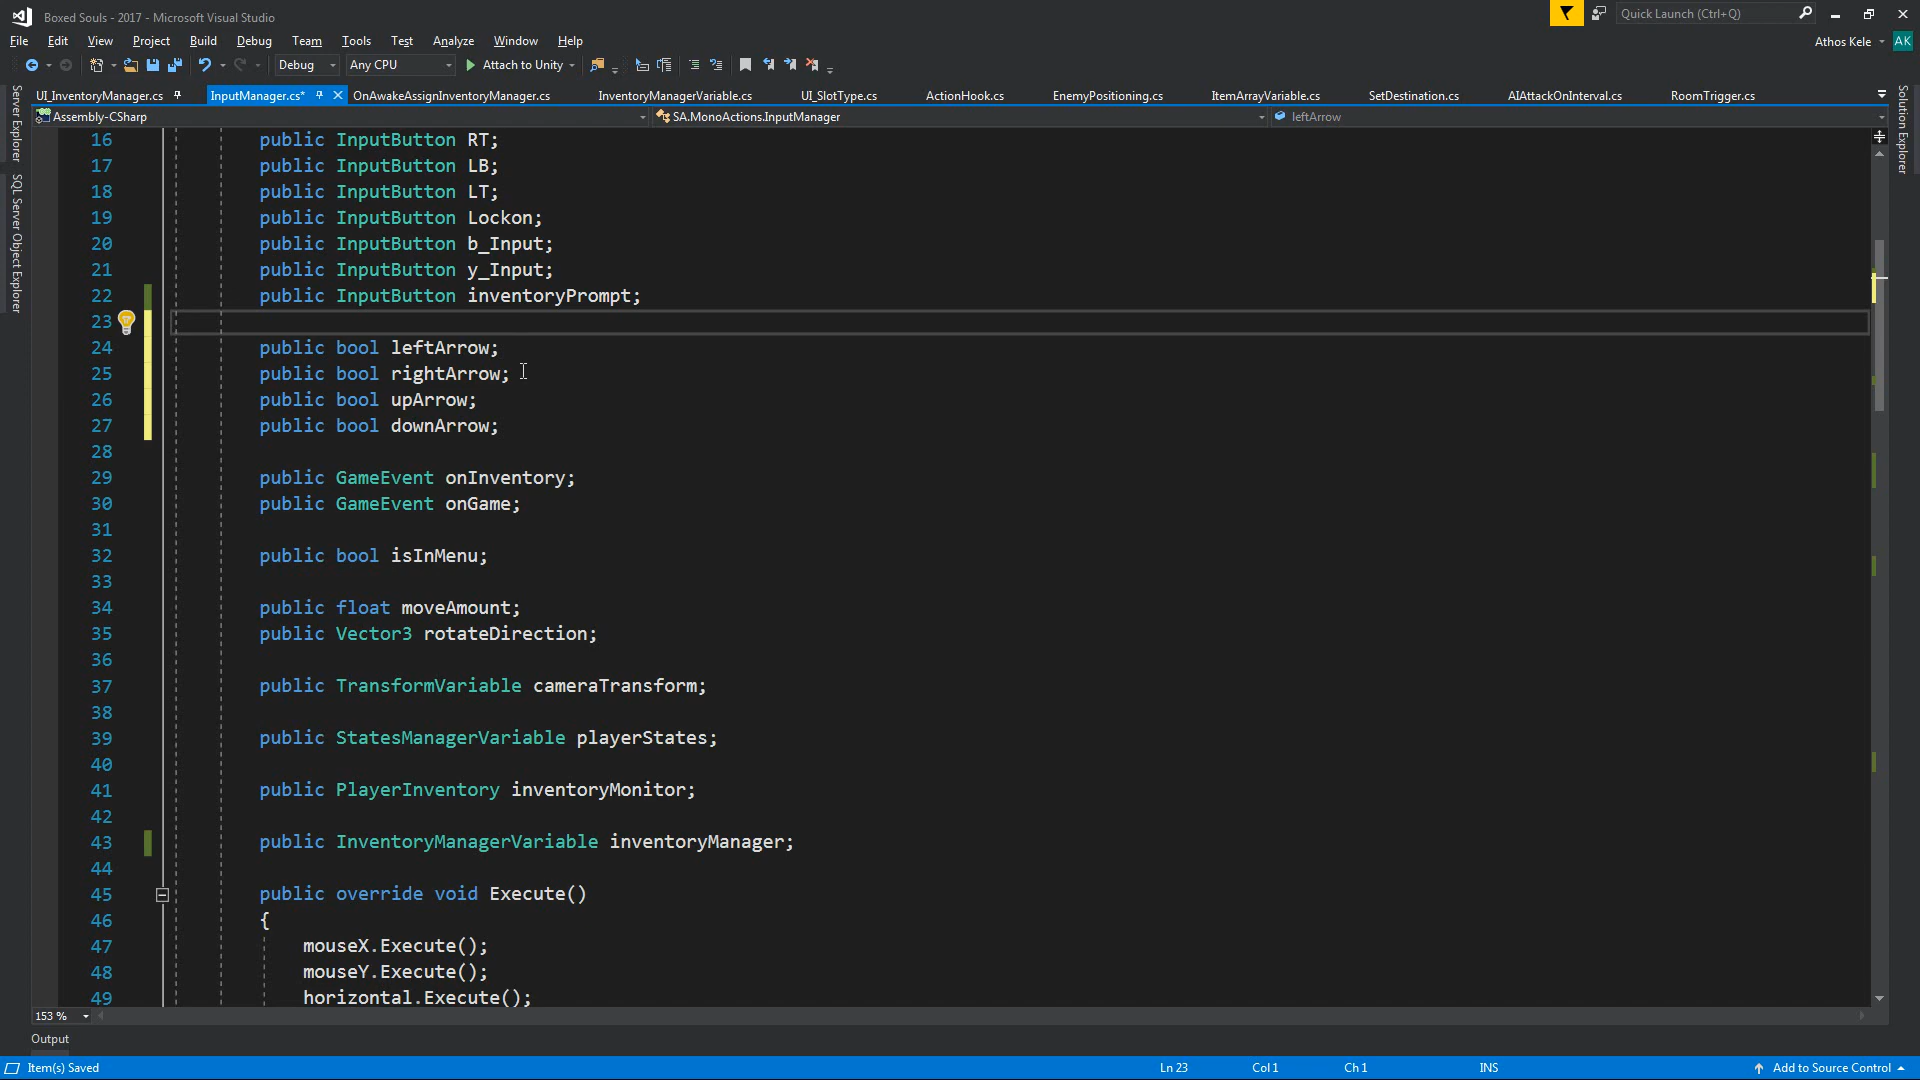 Boxed Souls - 2017 - Microsoft Visual Studio
Quick Launch (Ctrl+Q)
File Edit View Project Build Debug Team Tools Test Analyze Window Help
Athos Kele AK
Debug Any CPU Attach to Unity
UI_InventoryManager.cs InputManager.cs* OnAwakeAssignInventoryManager.cs InventoryManagerVariable.cs UI_SlotType.cs ActionHook.cs EnemyPositioning.cs ItemArrayVariable.cs SetDestination.cs AIAttackOnInterval.cs RoomTrigger.cs
Assembly-CSharp SA.MonoActions.InputManager leftArrow
Server Explorer
SQL Server Object Explorer
Solution Explorer
16 public InputButton RT;
17 public InputButton LB;
18 public InputButton LT;
19 public InputButton Lockon;
20 public InputButton b_Input;
21 public InputButton y_Input;
22 public InputButton inventoryPrompt;
23
24 public bool leftArrow;
25 public bool rightArrow;
26 public bool upArrow;
27 public bool downArrow;
28
29 public GameEvent onInventory;
30 public GameEvent onGame;
31
32 public bool isInMenu;
33
34 public float moveAmount;
35 public Vector3 rotateDirection;
36
37 public TransformVariable cameraTransform;
38
39 public StatesManagerVariable playerStates;
40
41 public PlayerInventory inventoryMonitor;
42
43 public InventoryManagerVariable inventoryManager;
44
45 public override void Execute()
46 {
47 mouseX.Execute();
48 mouseY.Execute();
49 horizontal.Execute();
153 %
Output
Item(s) Saved Ln 23 Col 1 Ch 1 INS Add to Source Control